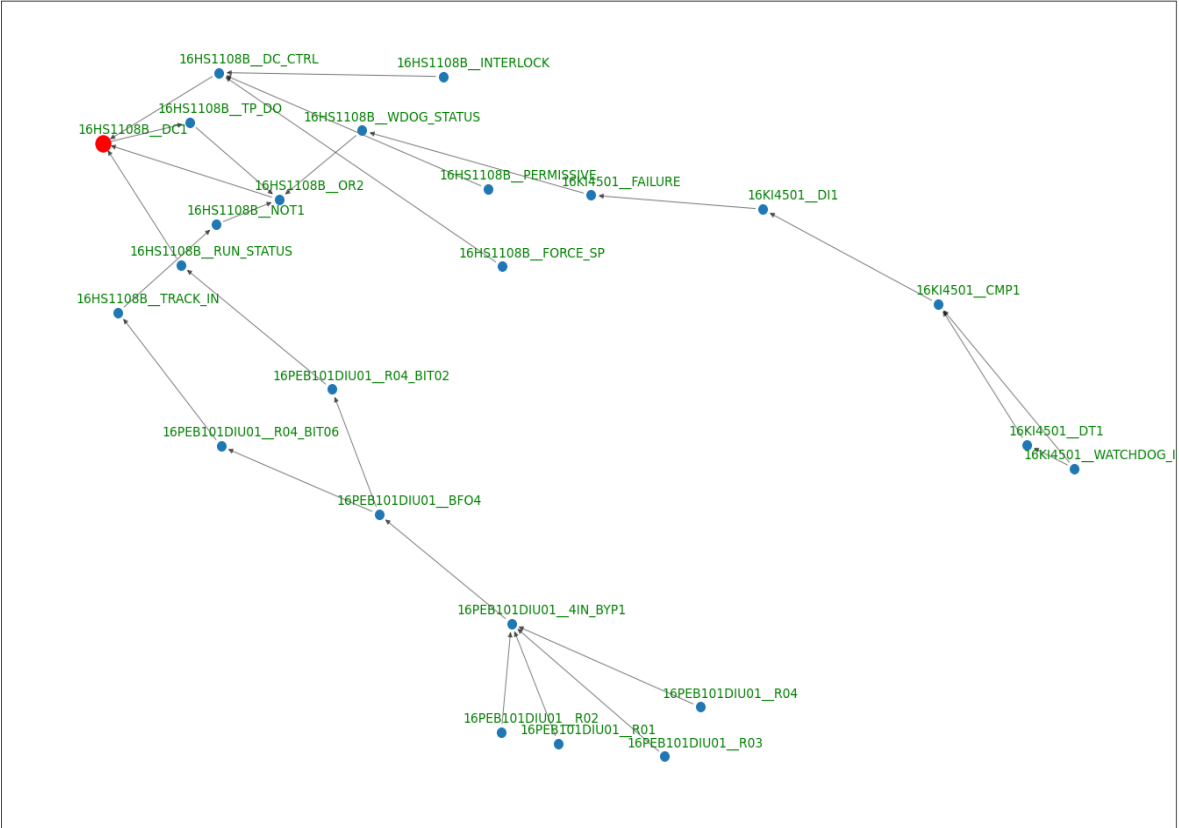 16HS1108B__DC_CTRL
16HS1108B__INTERLOCK
16HS1108B__TP_DO
16HS1108B__WDOG_STATUS
16HS1108B__DC1
16HS1108B__PERMISSIVE
16KI4501__FAILURE
16HS1108B__OR2
16KI4501__DI1
16HS1108B__NOT1
16HS1108B__RUN_STATUS
16HS1108B__FORCE_SP
16KI4501__CMP1
16HS1108B__TRACK_IN
16PEB101DIU01__R04_BIT02
16PEB101DIU01__R04_BIT06
16KI4501__DT1
16KI4501__WATCHDOG_I
16PEB101DIU01__BFO4
16PEB101DIU01__4IN_BYP1
16PEB101DIU01__R04
16PEB101DIU01__R02
16PEB101DIU01__R01
16PEB101DIU01__R03